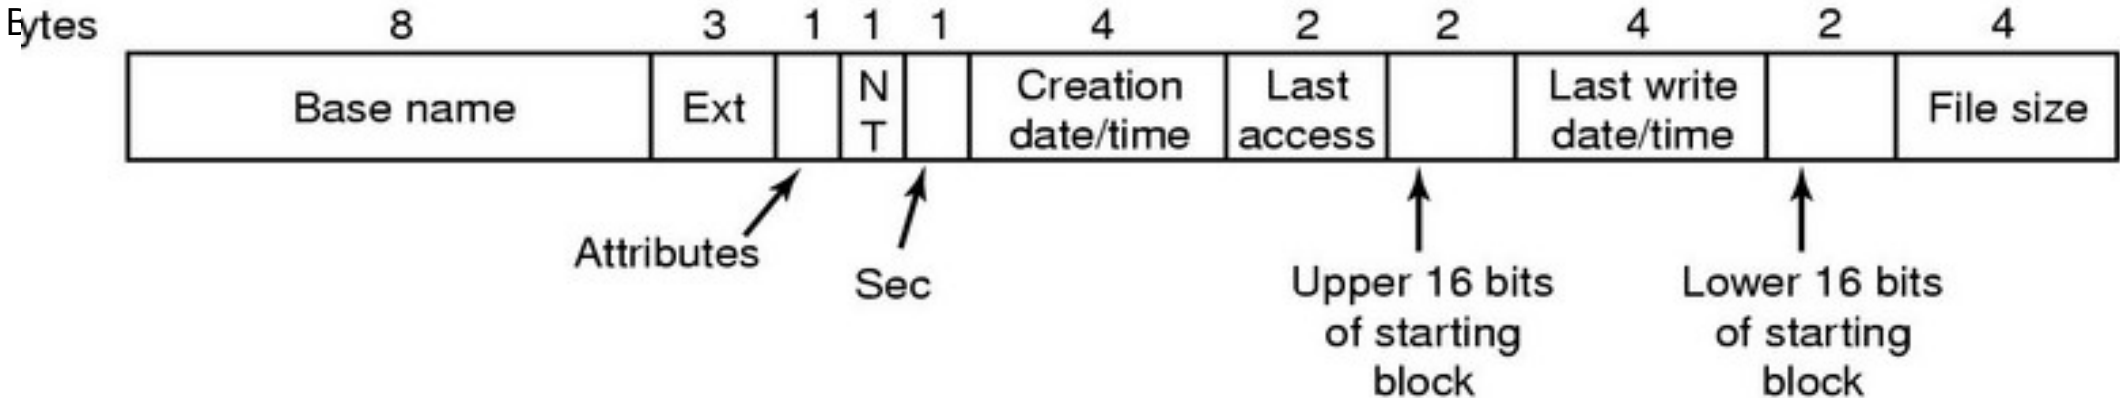 Bytes 8 3 1 1 1 4 2 2 4 2 4
Base name
Ext
N
T
Creation
date/time
Last
access
Last write
date/time
File size
Attributes
Sec
Upper 16 bits
of starting
block
Lower 16 bits
of starting
block